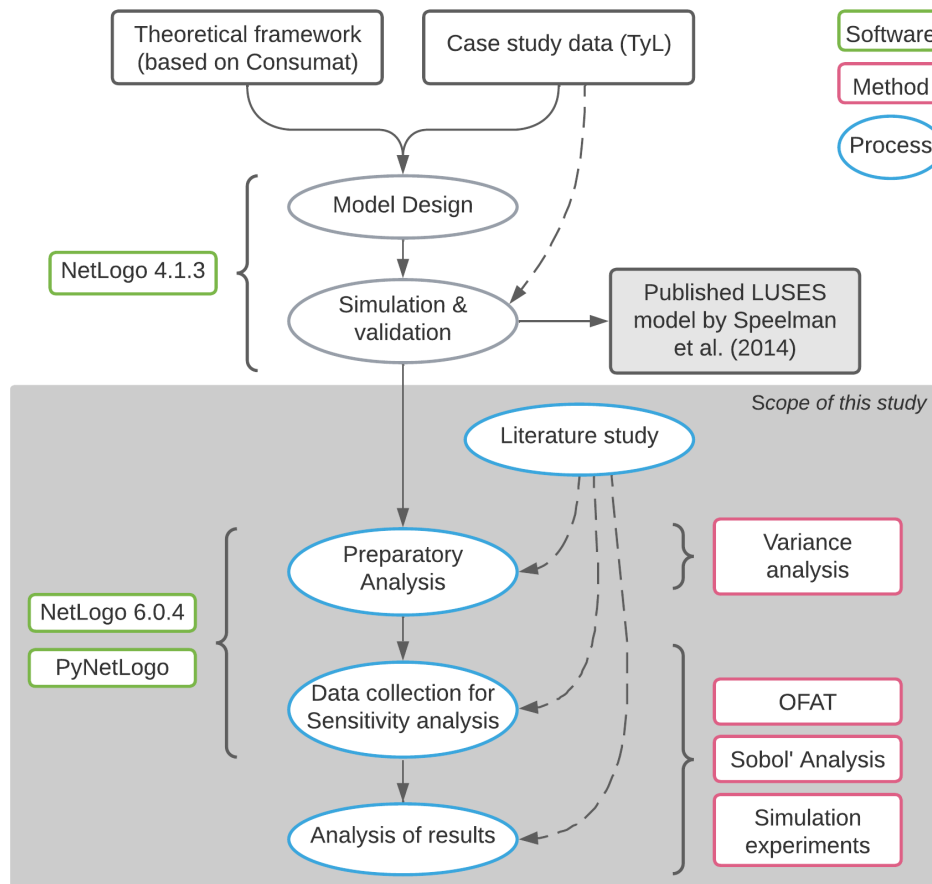 Theoretical framework
(based on Consumat)
Case study data (TyL)
Software
Method
Process
Model Design
NetLogo 4.1.3
Simulation &
validation
Published LUSES
model by Speelman
et al. (2014)
Scope of this study
Literature study
Preparatory
Analysis
Variance
analysis
NetLogo 6.0.4
PyNetLogo
Data collection for
Sensitivity analysis
OFAT
Sobol' Analysis
Simulation
experiments
Analysis of results